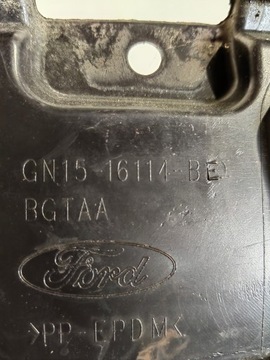 GN15-16114-BE
RGTAA
Ford
>PP-EPDM<